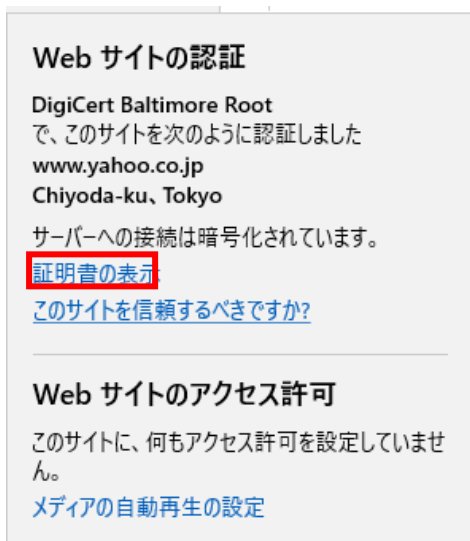 Web サイトの認証
DigiCert Baltimore Root
で、このサイトを次のように認証しました
www.yahoo.co.jp
Chiyoda-ku、Tokyo
サーバーへの接続は暗号化されています。
証明書の表示
このサイトを信頼するべきですか?
Web サイトのアクセス許可
このサイトに、何もアクセス許可を設定していませ
ん。
メディアの自動再生の設定